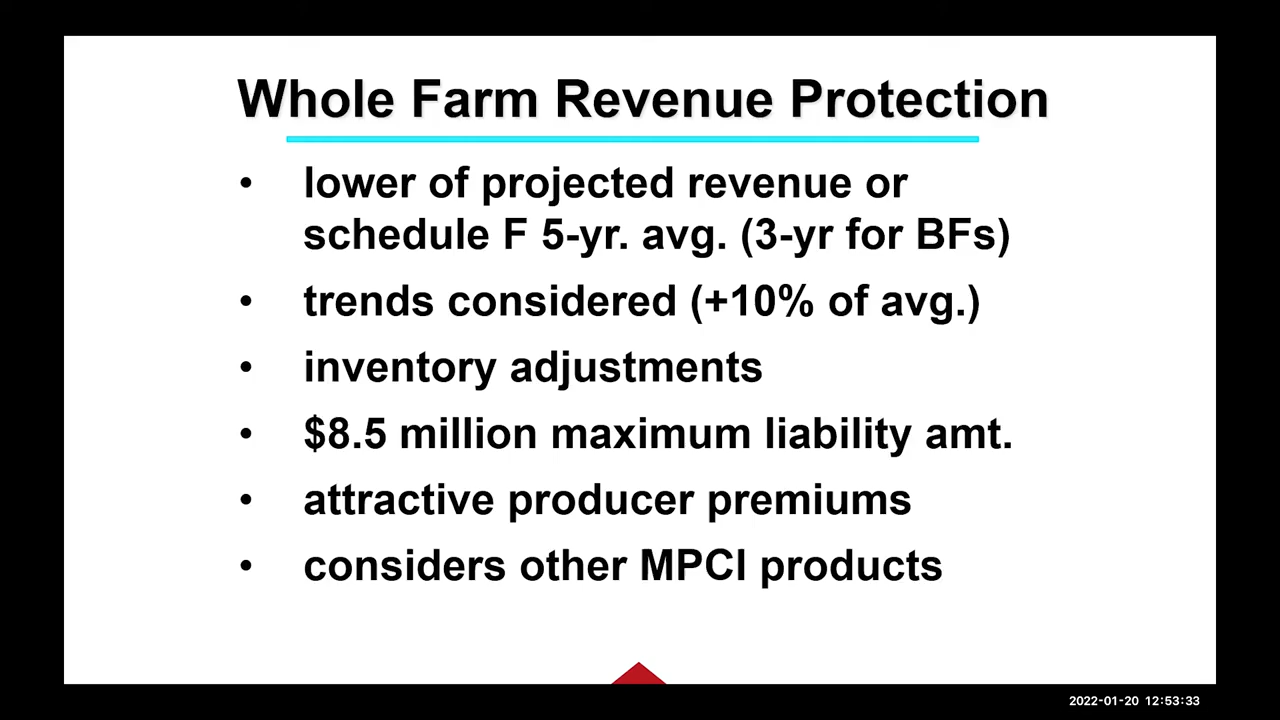 Whole Farm Revenue Protection
• lower of projected revenue or
schedule F 5-yr. avg. (3-yr for BFs)
• trends considered (+10% of avg.)
• inventory adjustments
• $8.5 million maximum liability amt.
• attractive producer premiums
• considers other MPCI products
2022-01-20 12:53:33